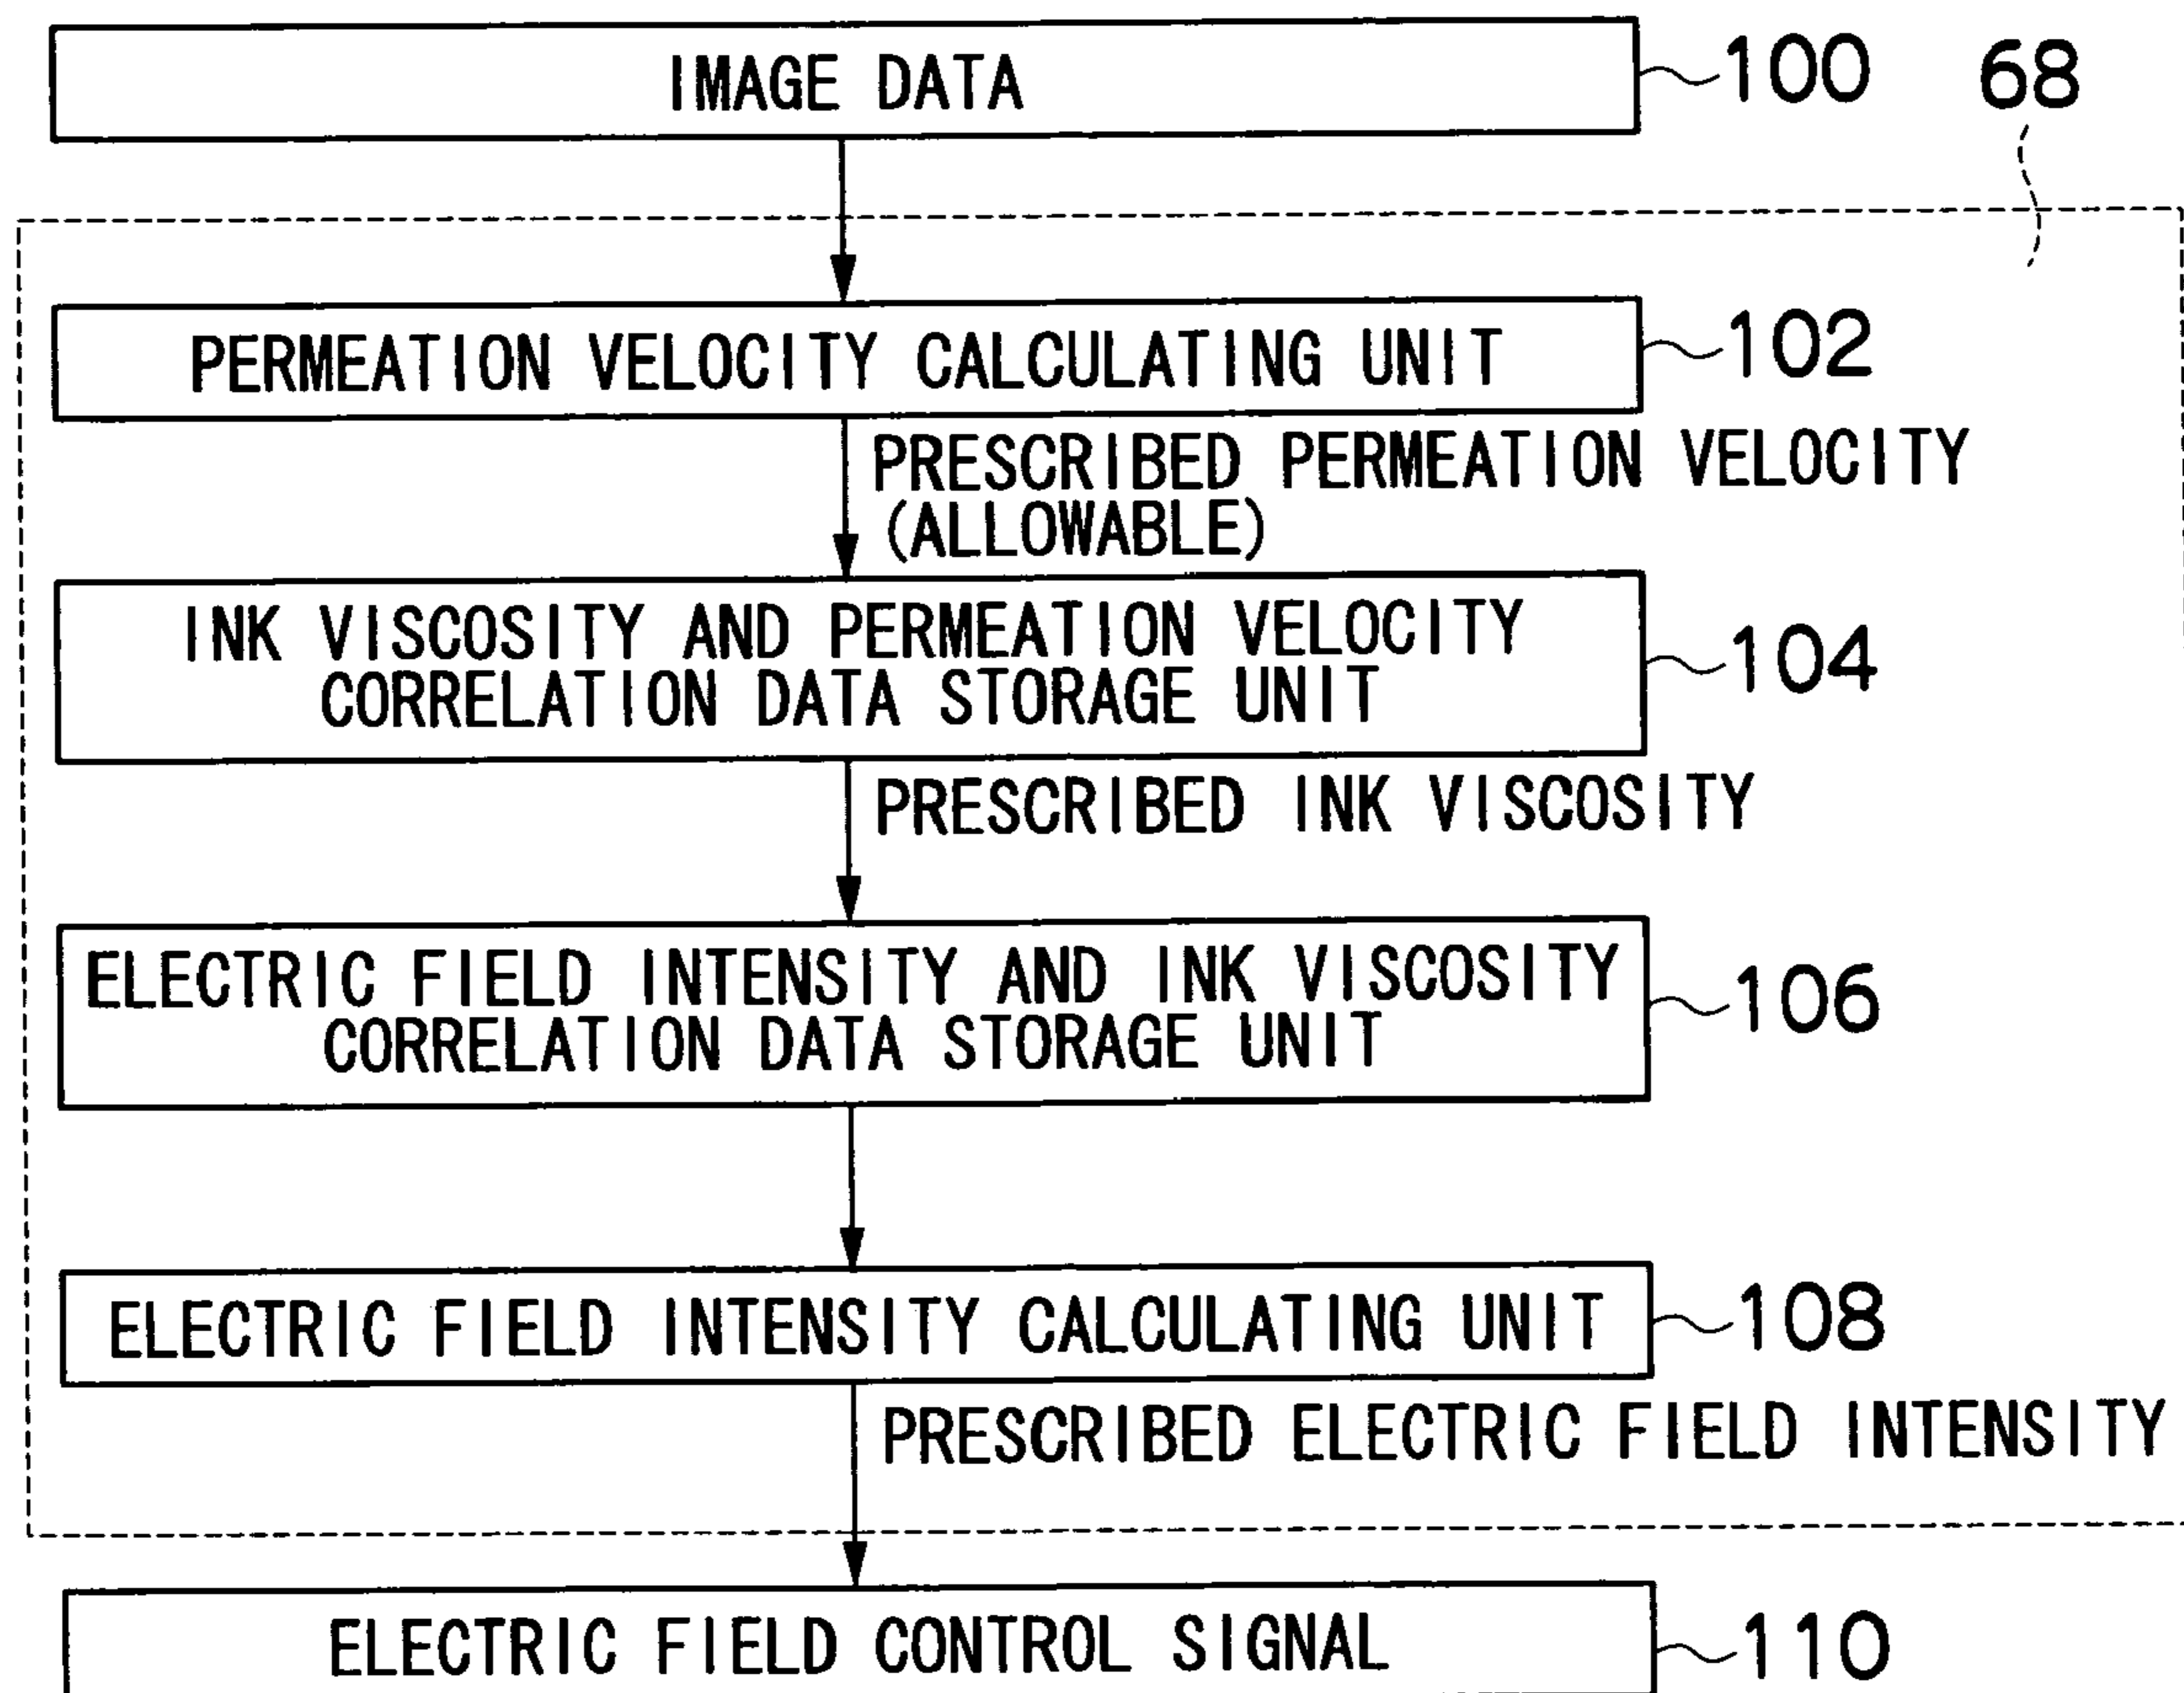 IMAGE DATA
100
68
PERMEATION VELOCITY CALCULATING UNIT
102
PRESCRIBED PERMEATION VELOCITY
(ALLOWABLE)
INK VISCOSITY AND PERMEATION VELOCITY
CORRELATION DATA STORAGE UNIT
104
PRESCRIBED INK VISCOSITY
ELECTRIC FIELD INTENSITY AND INK VISCOSITY
CORRELATION DATA STORAGE UNIT
106
ELECTRIC FIELD INTENSITY CALCULATING UNIT
108
PRESCRIBED ELECTRIC FIELD INTENSITY
ELECTRIC FIELD CONTROL SIGNAL
110